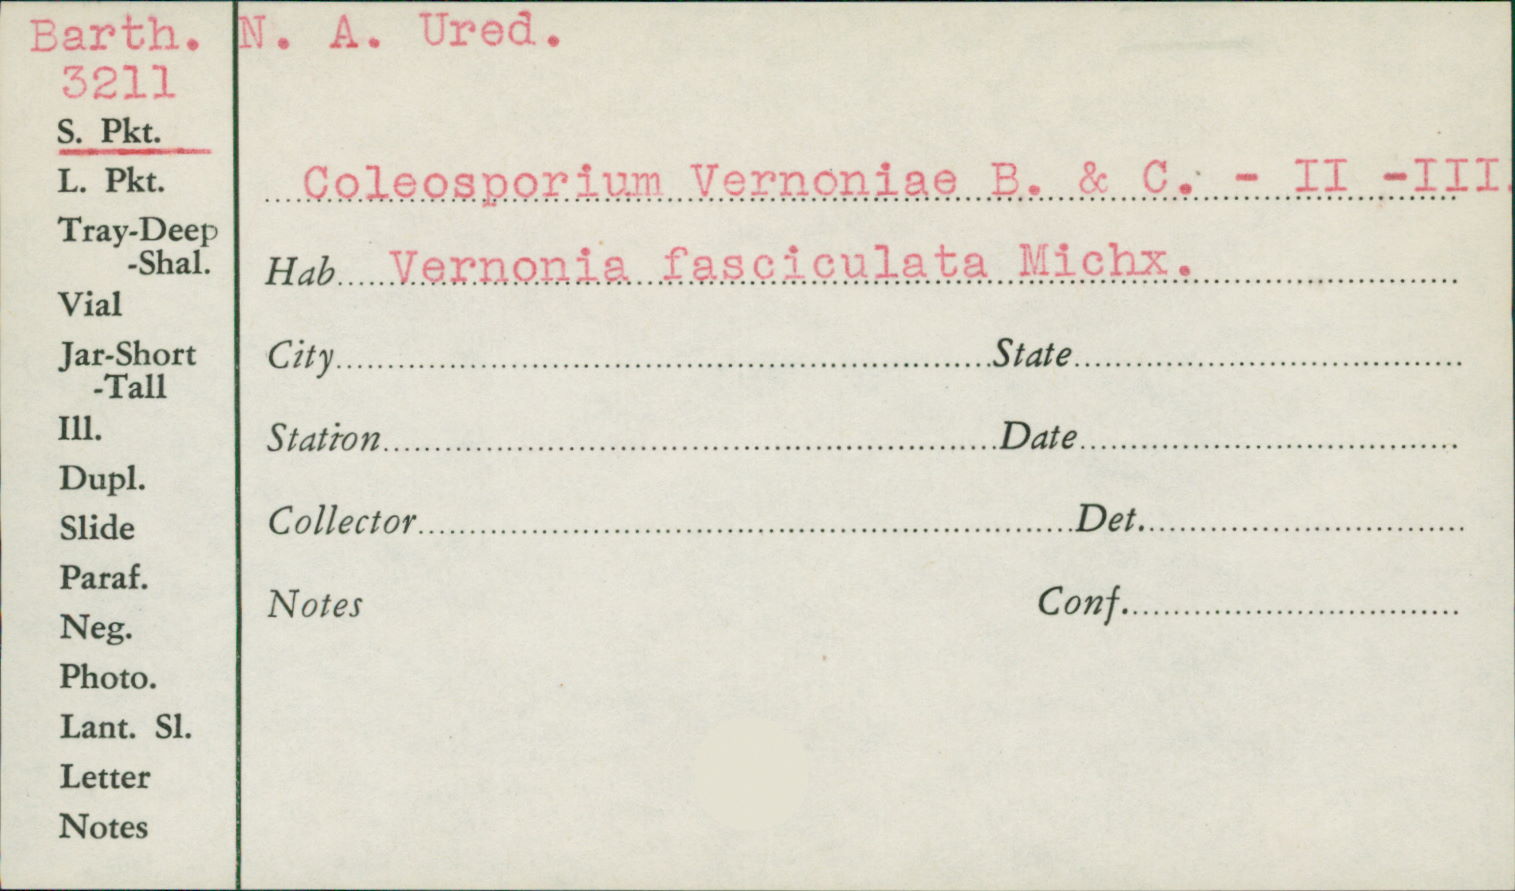 Barth. N. A. Ured.
3211
S. Pkt.
L. Pkt.
Tray-Deep
-Shal.
Vial
Jar-Short
-Tall
Ill.
Dupl.
Slide
Paraf.
Neg.
Photo.
Lant. Sl.
Letter
Notes
Coleosporium Vernoniae B. & C. - II -III.
Hab Vernonia fasciculata Michx.
City State
Station Date
Collector Det.
Notes Conf.